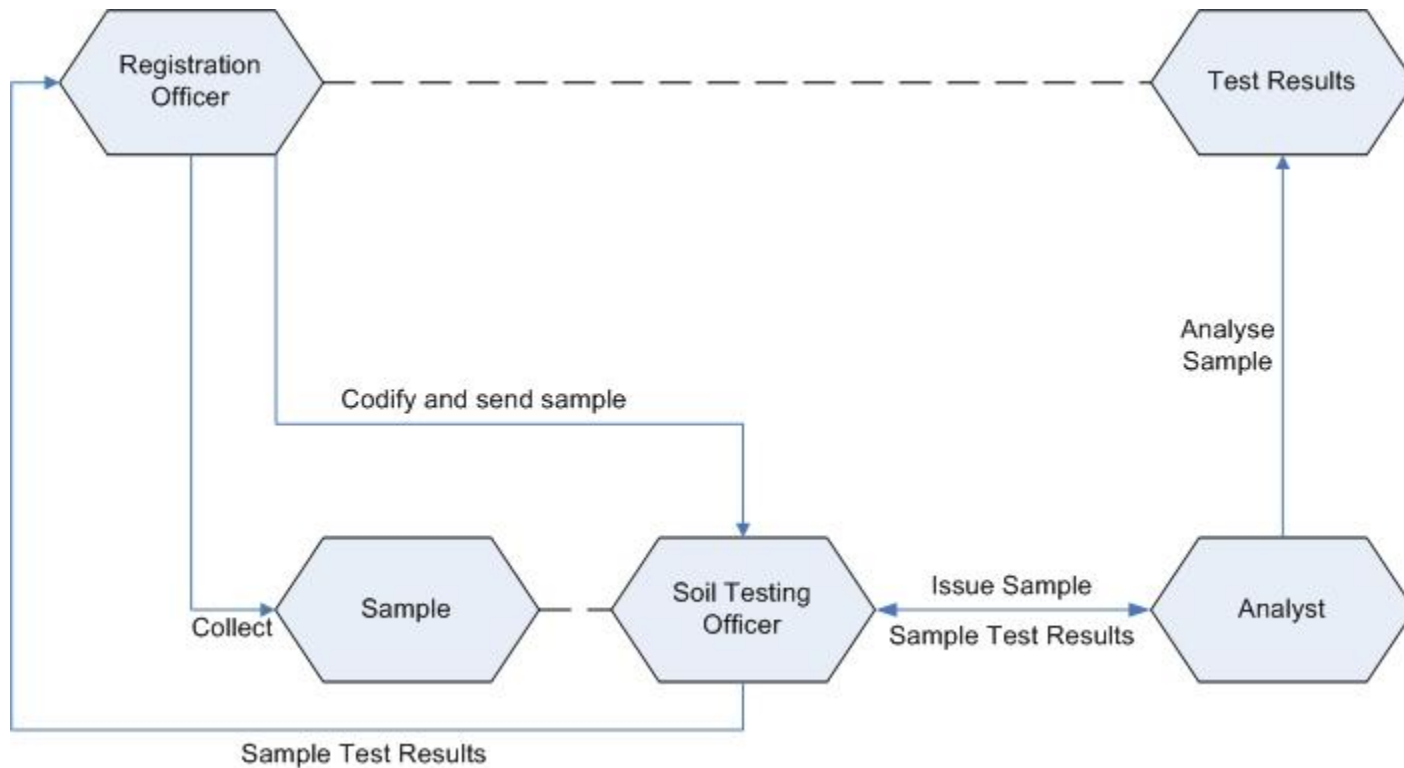 Registration
Officer
Test Results
Analyse
Sample
Codify and send sample
Sample
Soil Testing
Officer
Issue Sample
Sample Test Results
Analyst
Collect
Sample Test Results